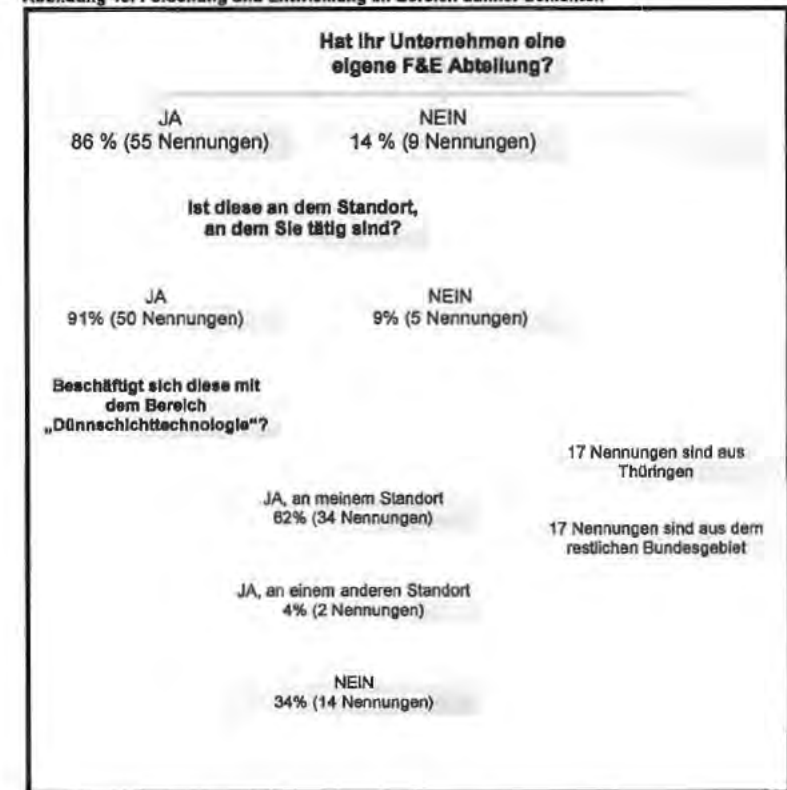 Hat Ihr Unternehmen eine
eigene F&E Abteilung?
JA
86 % (55 Nennungen)
NEIN
14 % (9 Nennungen)
Ist diese an dem Standort,
an dem Sie tätig sind?
JA
91% (50 Nennungen)
NEIN
9% (5 Nennungen)
Beschäftigt sich diese mit
dem Bereich
„Dünnschichttechnologie“?
17 Nennungen sind aus
Thüringen
JA, an meinem Standort
62% (34 Nennungen)
17 Nennungen sind aus dem
restlichen Bundesgebiet
JA, an einem anderen Standort
4% (2 Nennungen)
NEIN
34% (14 Nennungen)